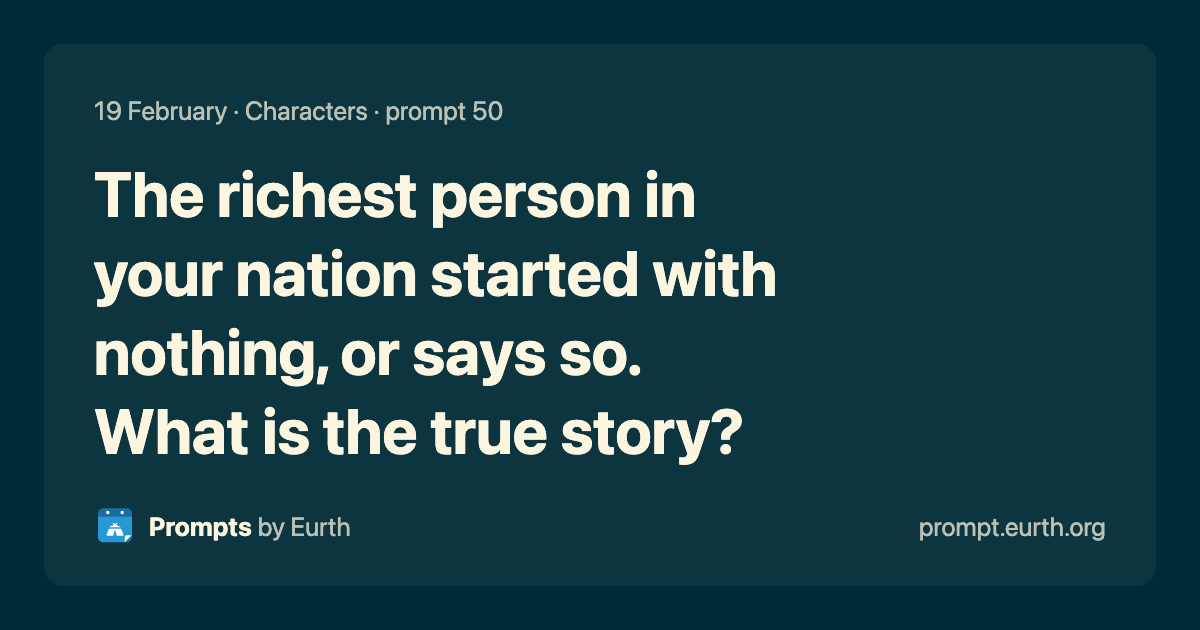 19 February · Characters · prompt 50
The richest person in
your nation started with
nothing, or says so.
What is the true story?
Prompts by Eurth
prompt.eurth.org